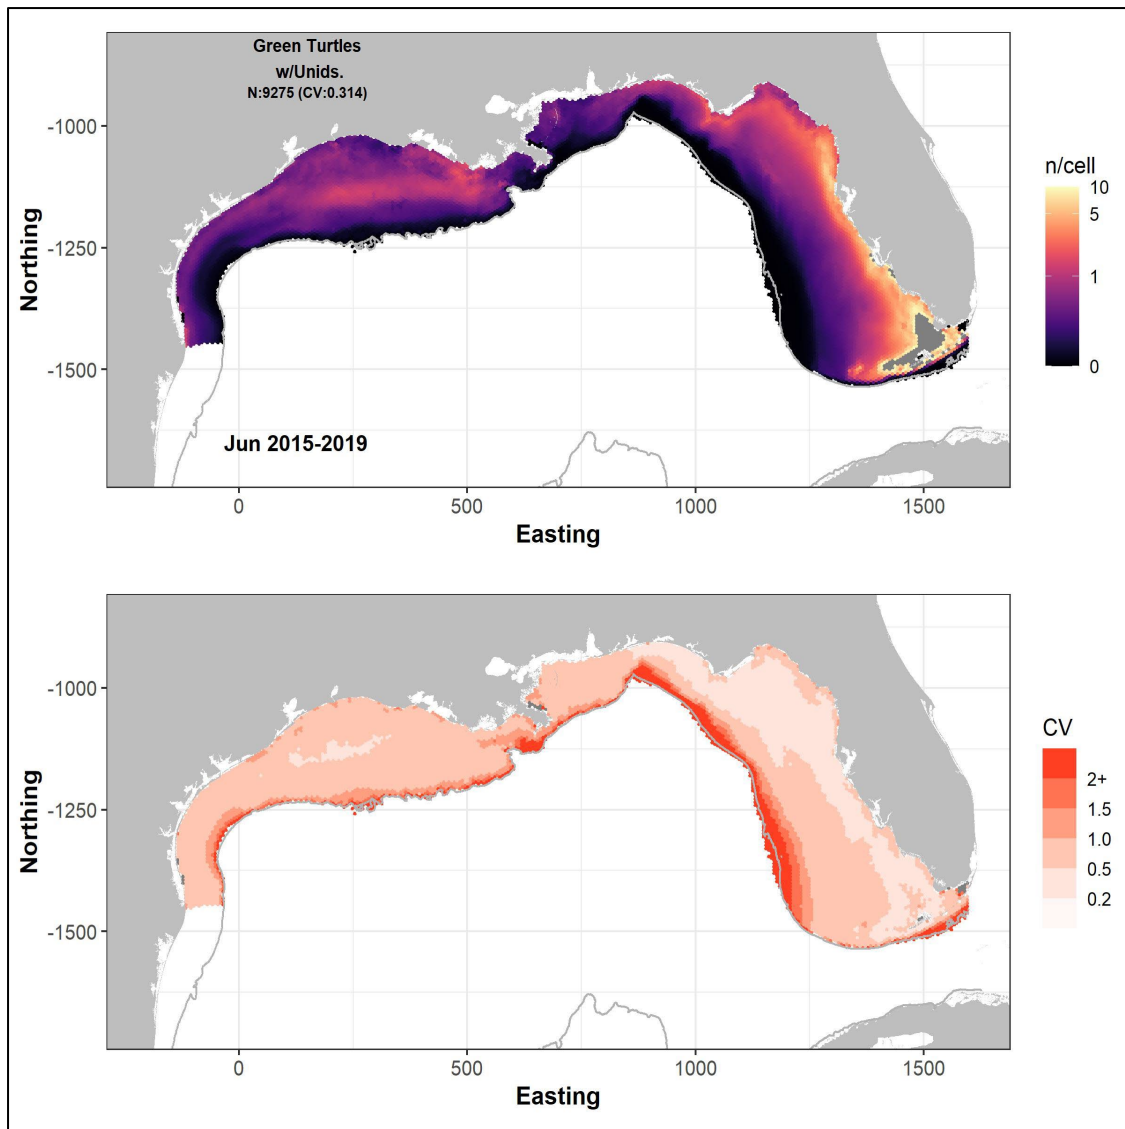 Green Turtles
w/Unids.
N:9275 (CV:0.314)
-1000
-1250
-1500
Northing
Jun 2015-2019
0
500
1000
1500
Easting
n/cell
10
5
1
0
-1000
-1250
-1500
Northing
0
500
1000
1500
Easting
CV
2+
1.5
1.0
0.5
0.2